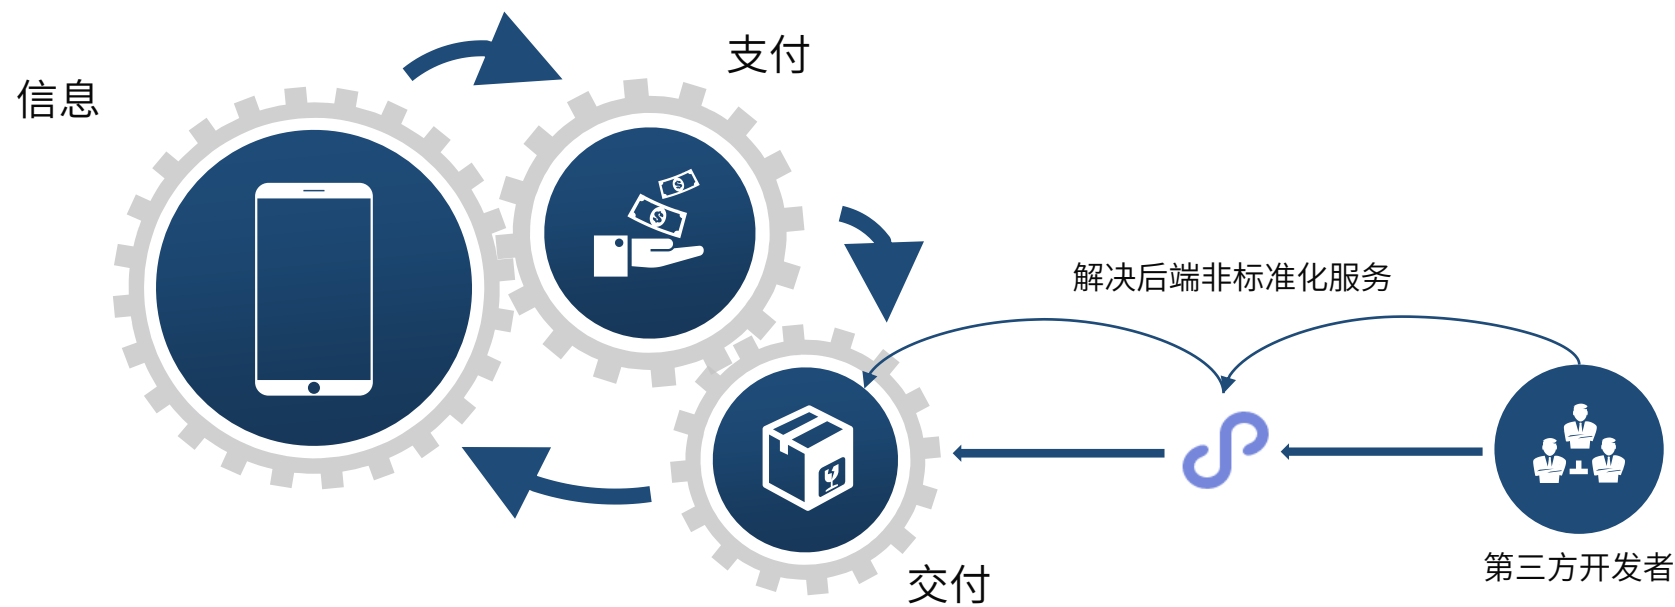 信息
支付
解决后端非标准化服务
交付
第三方开发者